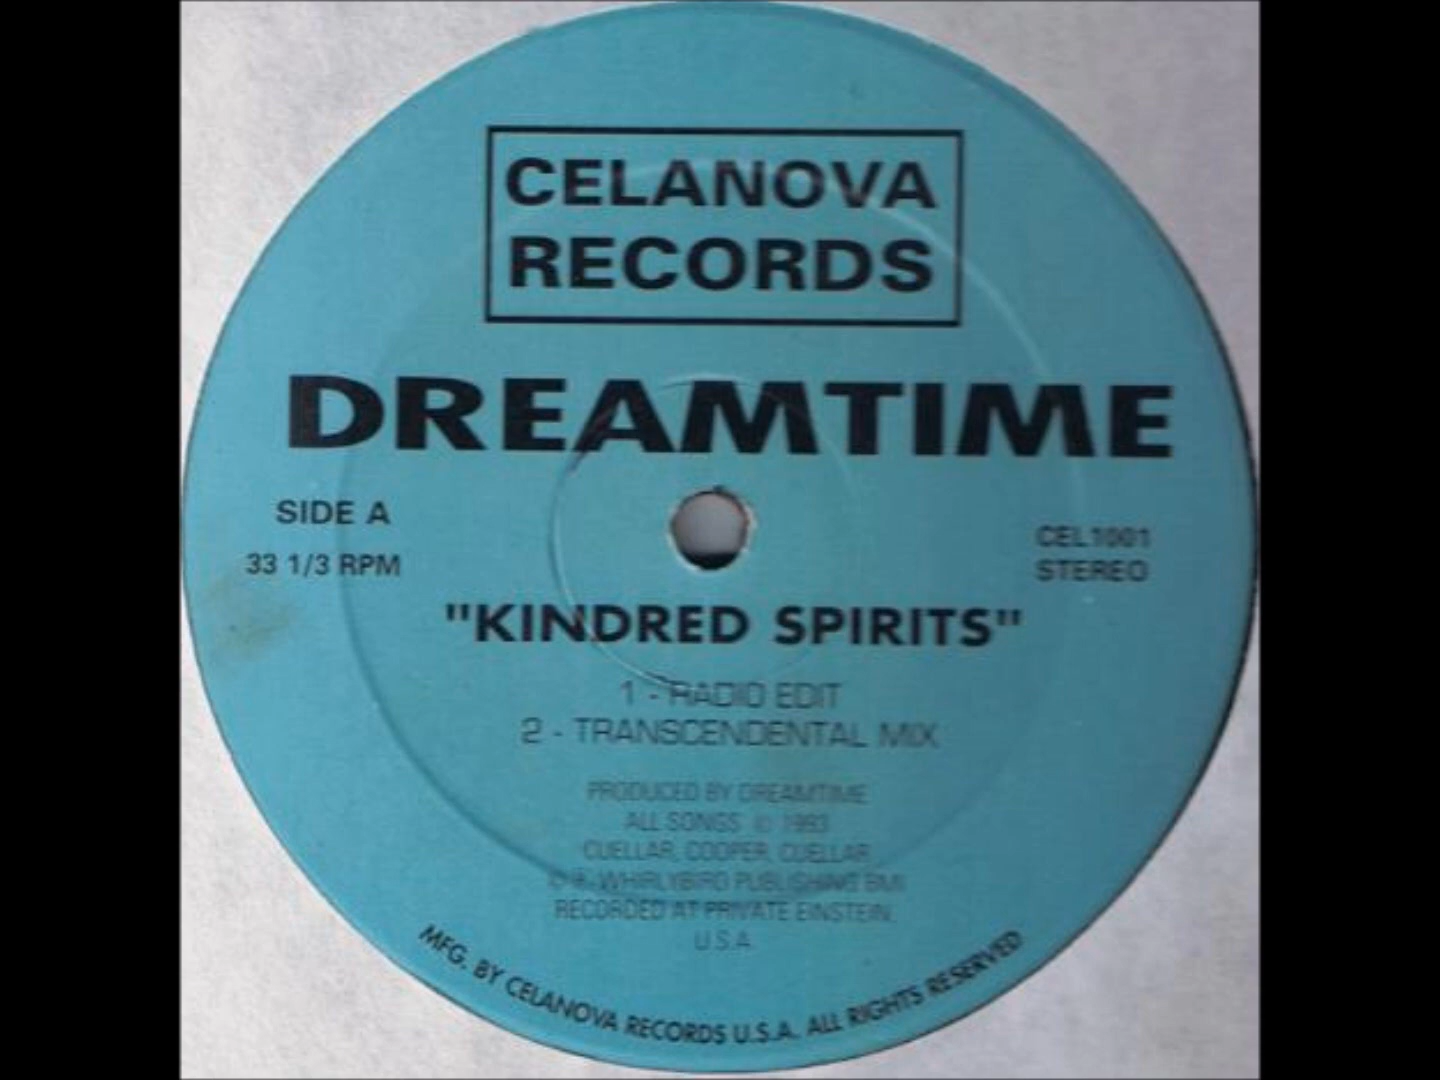 CELANOVA
RECORDS
DREAMTIME
SIDE A
33 1/3 RPM
CEL1001
STEREO
"KINDRED SPIRITS"
1 - RADIO EDIT
2 - TRANSCENDENTAL MIX
PRODUCED BY DREAMTIME
ALL SONGS © 1993
CUELLAR, COOPER, CUELLAR
WHIRLYBIRD PUBLISHING BMI
RECORDED AT PRIVATE EINSTEIN,
U.S.A.
MFG. BY CELANOVA RECORDS U.S.A. ALL RIGHTS RESERVED